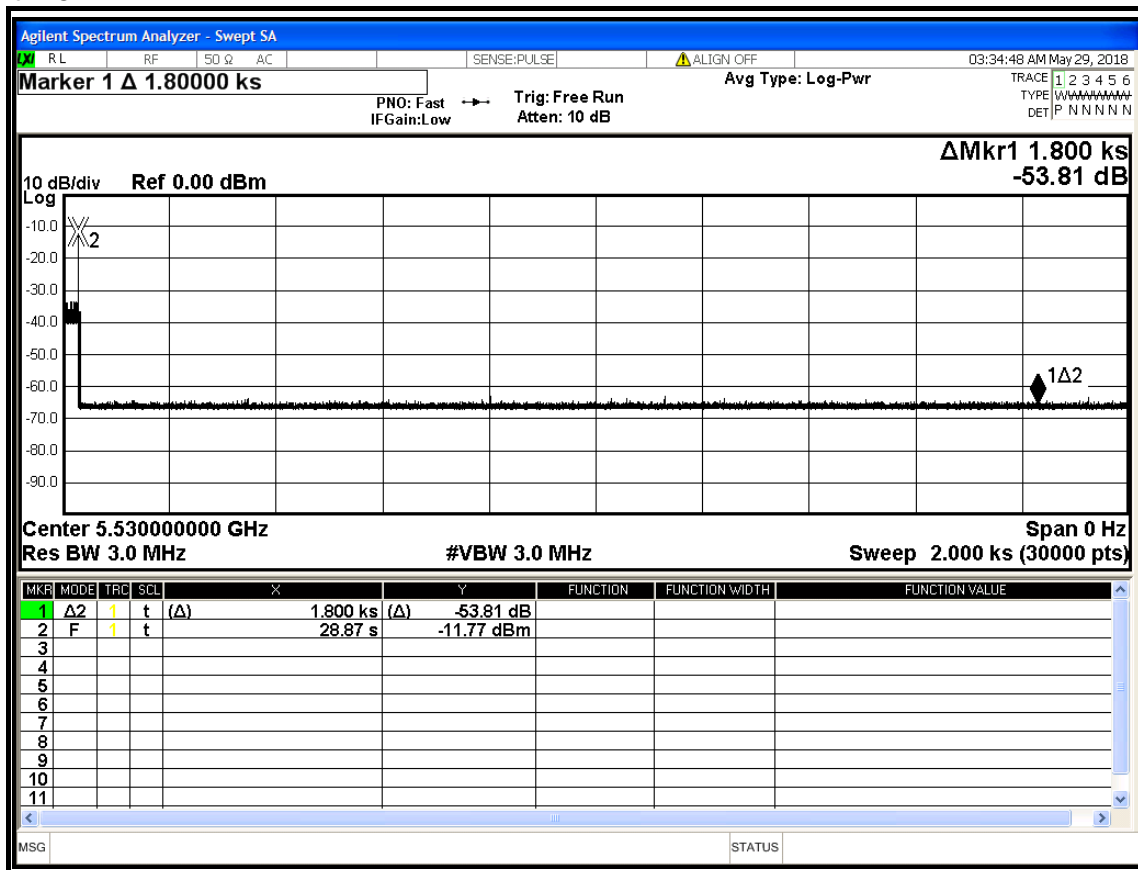 Agilent Spectrum Analyzer - Swept SA
LXI RL RF 50 Ω AC SENSE:PULSE ALIGN OFF 03:34:48 AM May 29, 2018
Marker 1 Δ 1.80000 ks
PNO: Fast Trig: Free Run Avg Type: Log-Pwr TRACE 1 2 3 4 5 6
IFGain:Low Atten: 10 dB TYPE
DET P N N N N N
ΔMkr1 1.800 ks
-53.81 dB
10 dB/div Ref 0.00 dBm
Log
-10.0
2
-20.0
-30.0
-40.0
-50.0
-60.0
1Δ2
-70.0
-80.0
-90.0
Center 5.530000000 GHz Span 0 Hz
Res BW 3.0 MHz #VBW 3.0 MHz Sweep 2.000 ks (30000 pts)
MKR MODE TRC SCL X Y FUNCTION FUNCTION WIDTH FUNCTION VALUE
1 Δ2 1 t (Δ) 1.800 ks (Δ) -53.81 dB
2 F 1 t 28.87 s -11.77 dBm
3
4
5
6
7
8
9
10
11
MSG STATUS